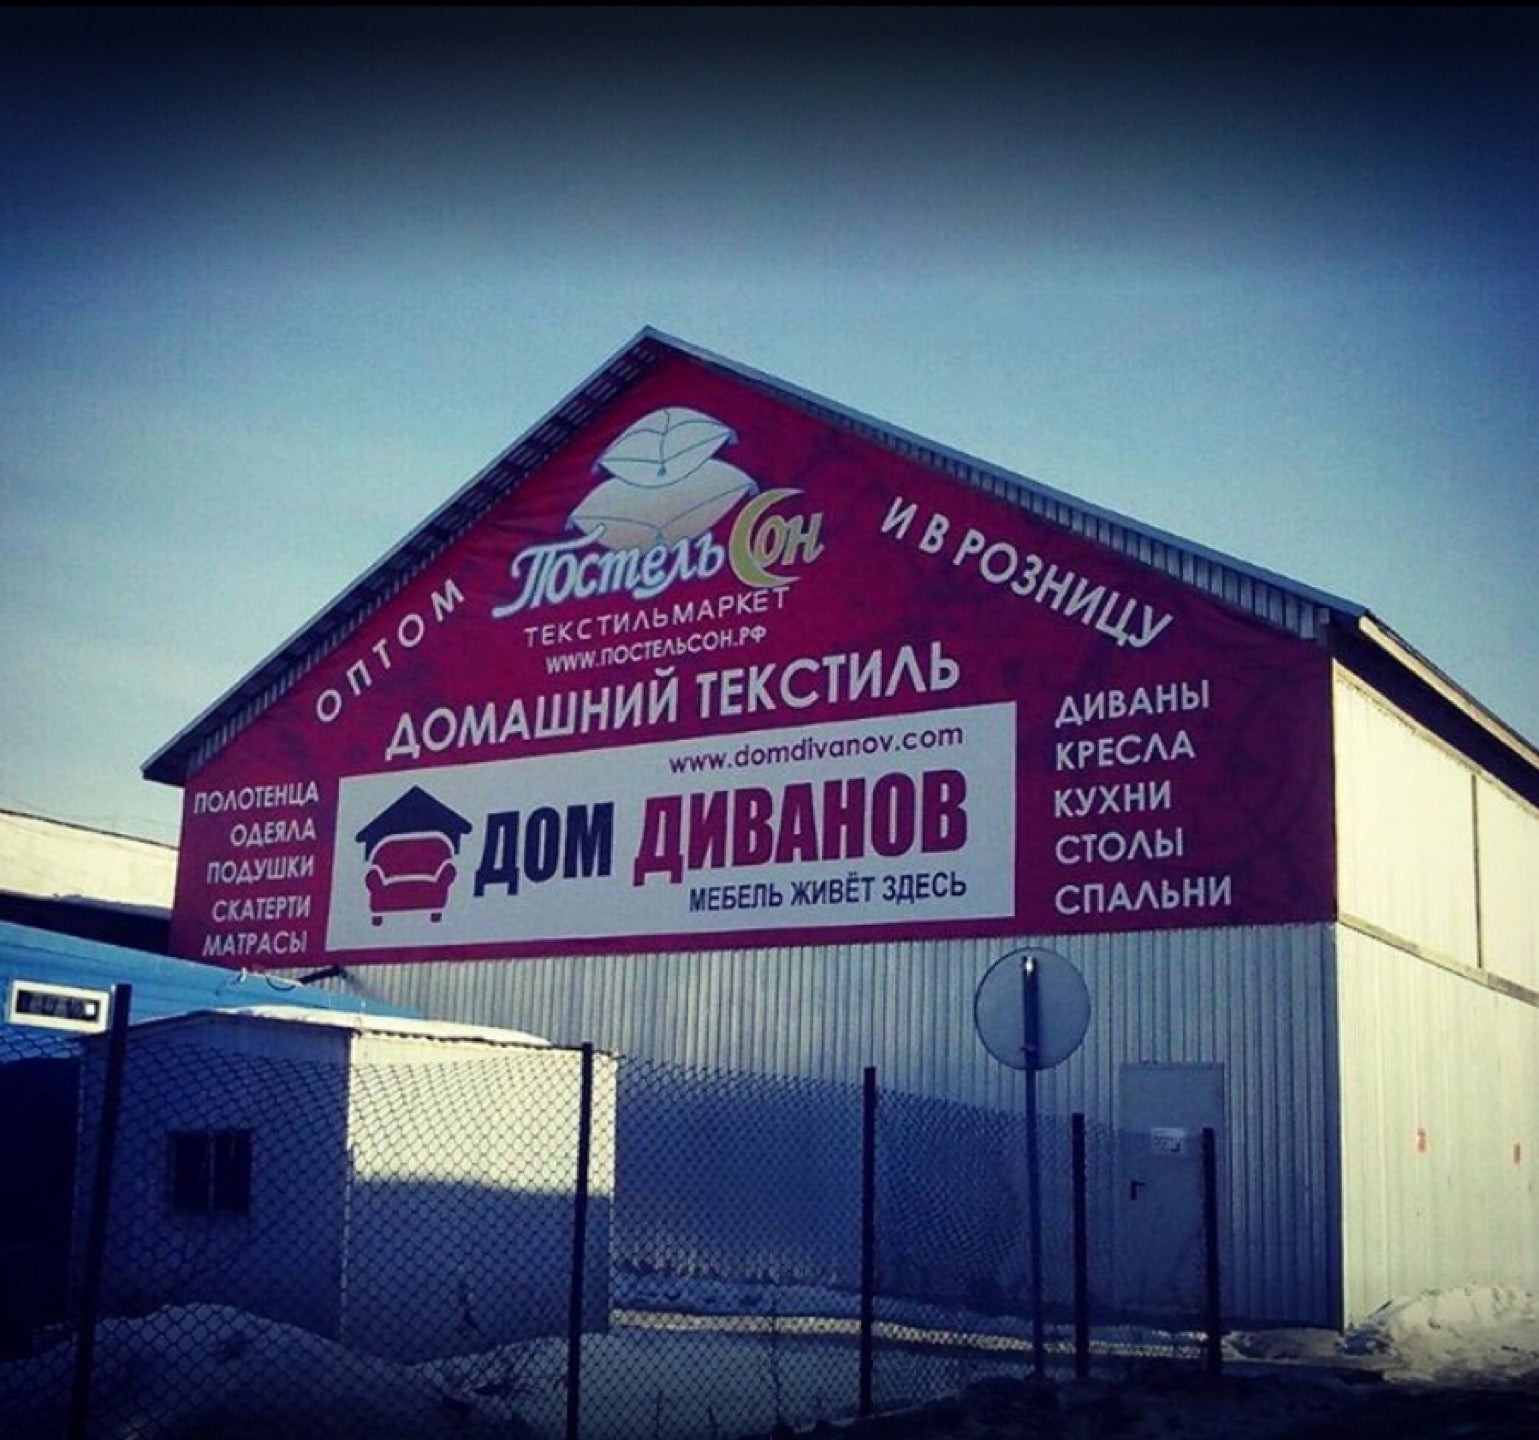 ОПТОМ
И В РОЗНИЦУ
ПостельСон
ТЕКСТИЛЬМАРКЕТ
WWW.ПОСТЕЛЬСОН.РФ
ДОМАШНИЙ ТЕКСТИЛЬ
ПОЛОТЕНЦА
ОДЕЯЛА
ПОДУШКИ
СКАТЕРТИ
МАТРАСЫ
www.domdivanov.com
ДОМ ДИВАНОВ
МЕБЕЛЬ ЖИВЁТ ЗДЕСЬ
ДИВАНЫ
КРЕСЛА
КУХНИ
СТОЛЫ
СПАЛЬНИ